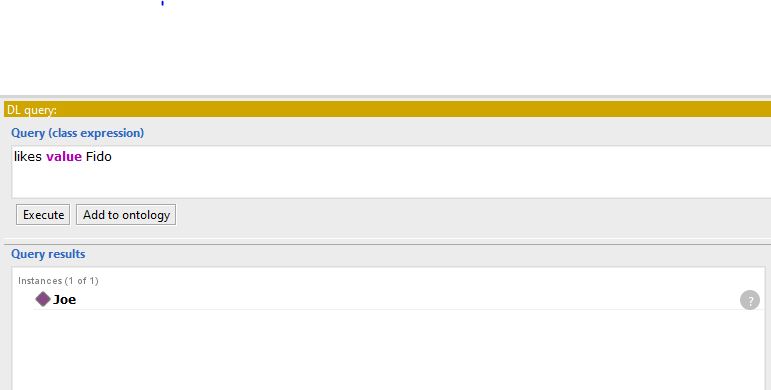 DL query:
Query (class expression)
likes value Fido
Execute Add to ontology
Query results
Instances (1 of 1)
Joe ?